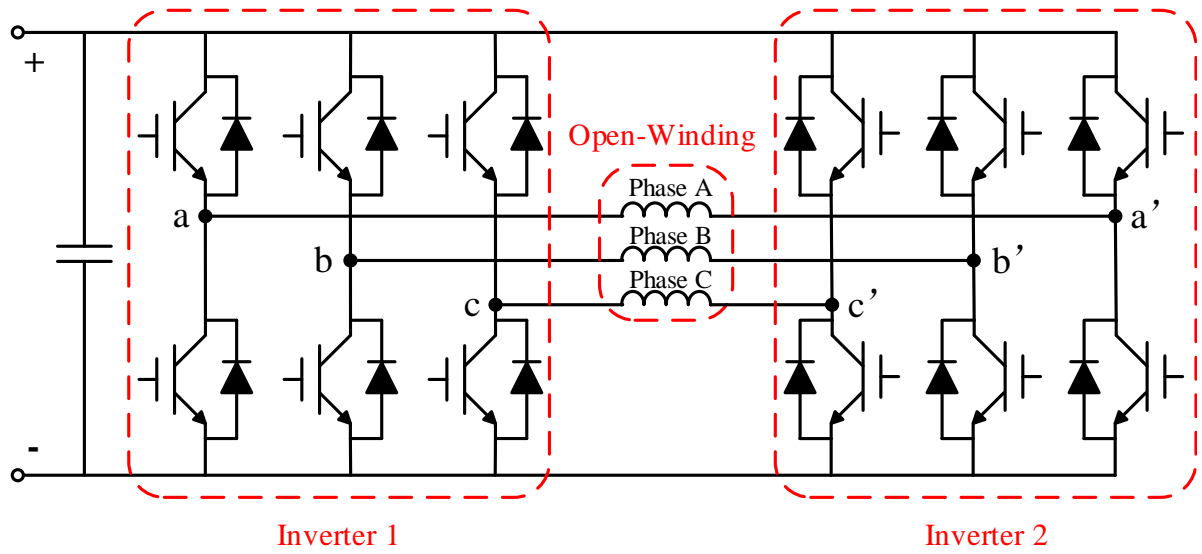 +
Open-Winding
Phase A
a
a’
Phase B
b
b’
Phase C
c
c’
-
Inverter 1
Inverter 2